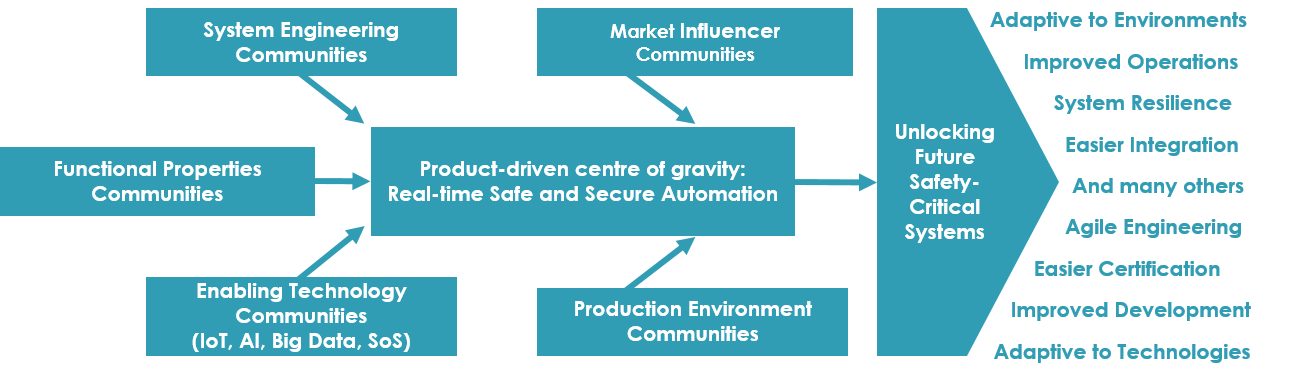 System Engineering
Communities
Market Influencer
Communities
Functional Properties
Communities
Product-driven centre of gravity:
Real-time Safe and Secure Automation
Enabling Technology
Communities
(IoT, AI, Big Data, SoS)
Production Environment
Communities
Unlocking
Future
Safety-
Critical
Systems
Adaptive to Environments
Improved Operations
System Resilience
Easier Integration
And many others
Agile Engineering
Easier Certification
Improved Development
Adaptive to Technologies